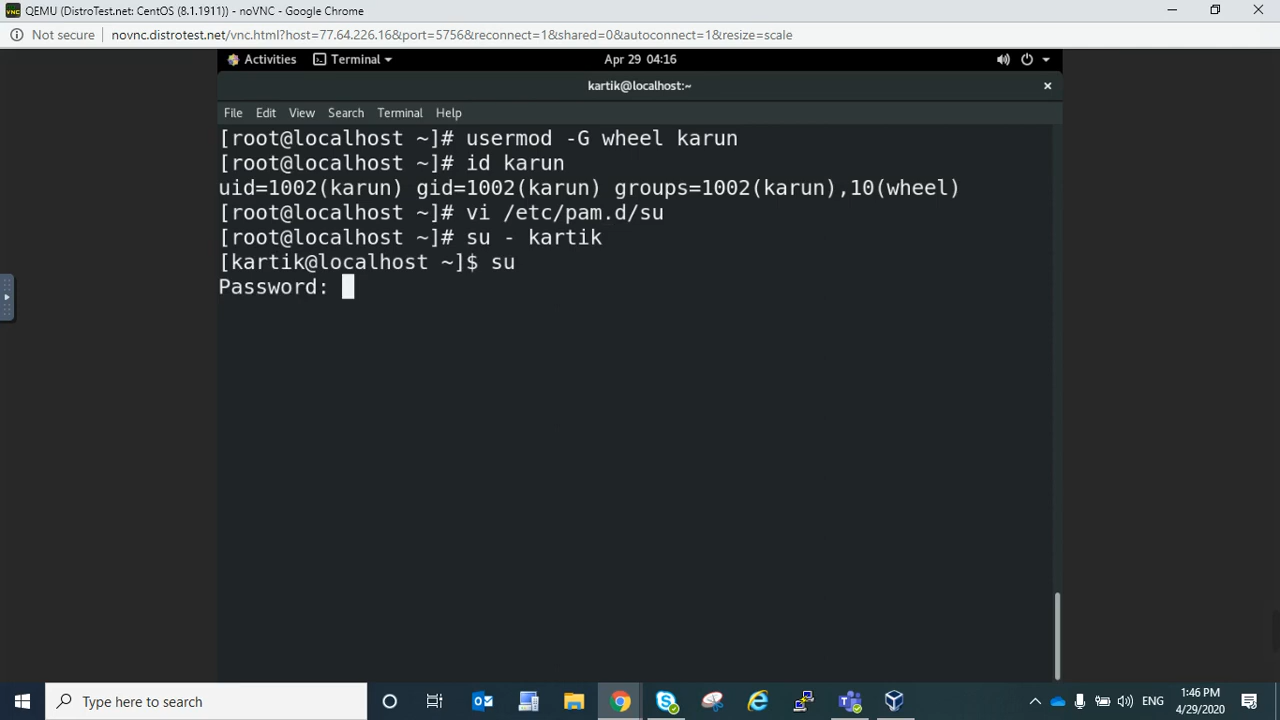 QEMU (DistroTest.net: CentOS (8.1.1911)) - noVNC - Google Chrome
Not secure novnc.distrotest.net/vnc.html?host=77.64.226.16&port=5756&reconnect=1&shared=0&autoconnect=1&resize=scale
Activities Terminal Apr 29 04:16
kartik@localhost:~
File Edit View Search Terminal Help
[root@localhost ~]# usermod -G wheel karun
[root@localhost ~]# id karun
uid=1002(karun) gid=1002(karun) groups=1002(karun),10(wheel)
[root@localhost ~]# vi /etc/pam.d/su
[root@localhost ~]# su - kartik
[kartik@localhost ~]$ su
Password:
Type here to search ENG 1:46 PM
4/29/2020